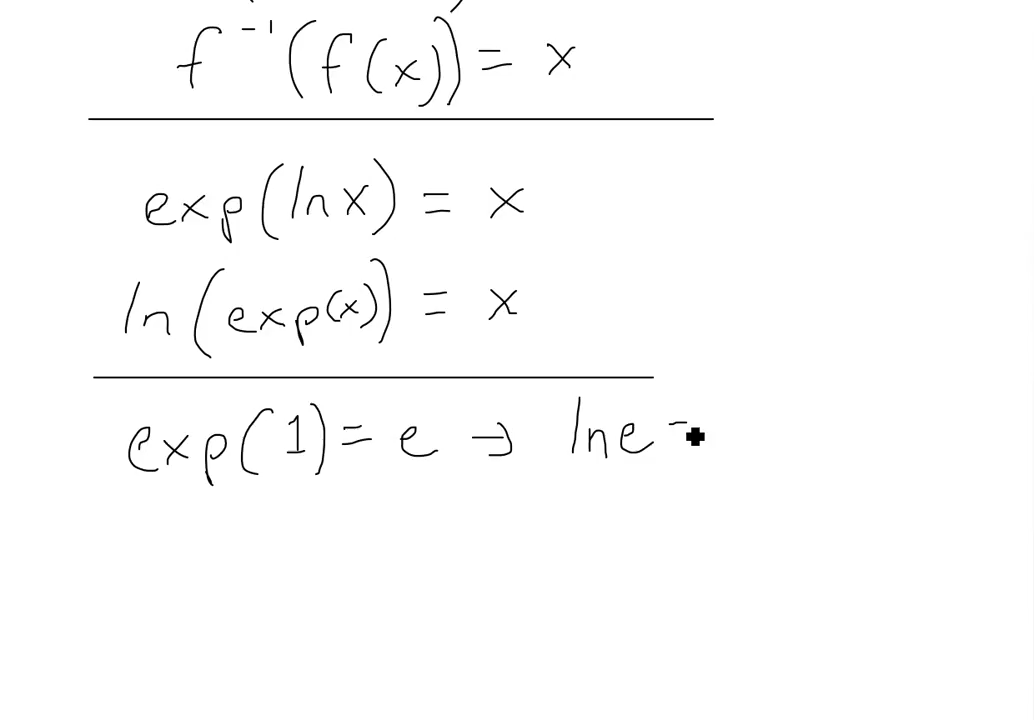 f⁻¹(f(x)) = x
exp(ln x) = x
ln(exp(x)) = x
exp(1) = e → ln e